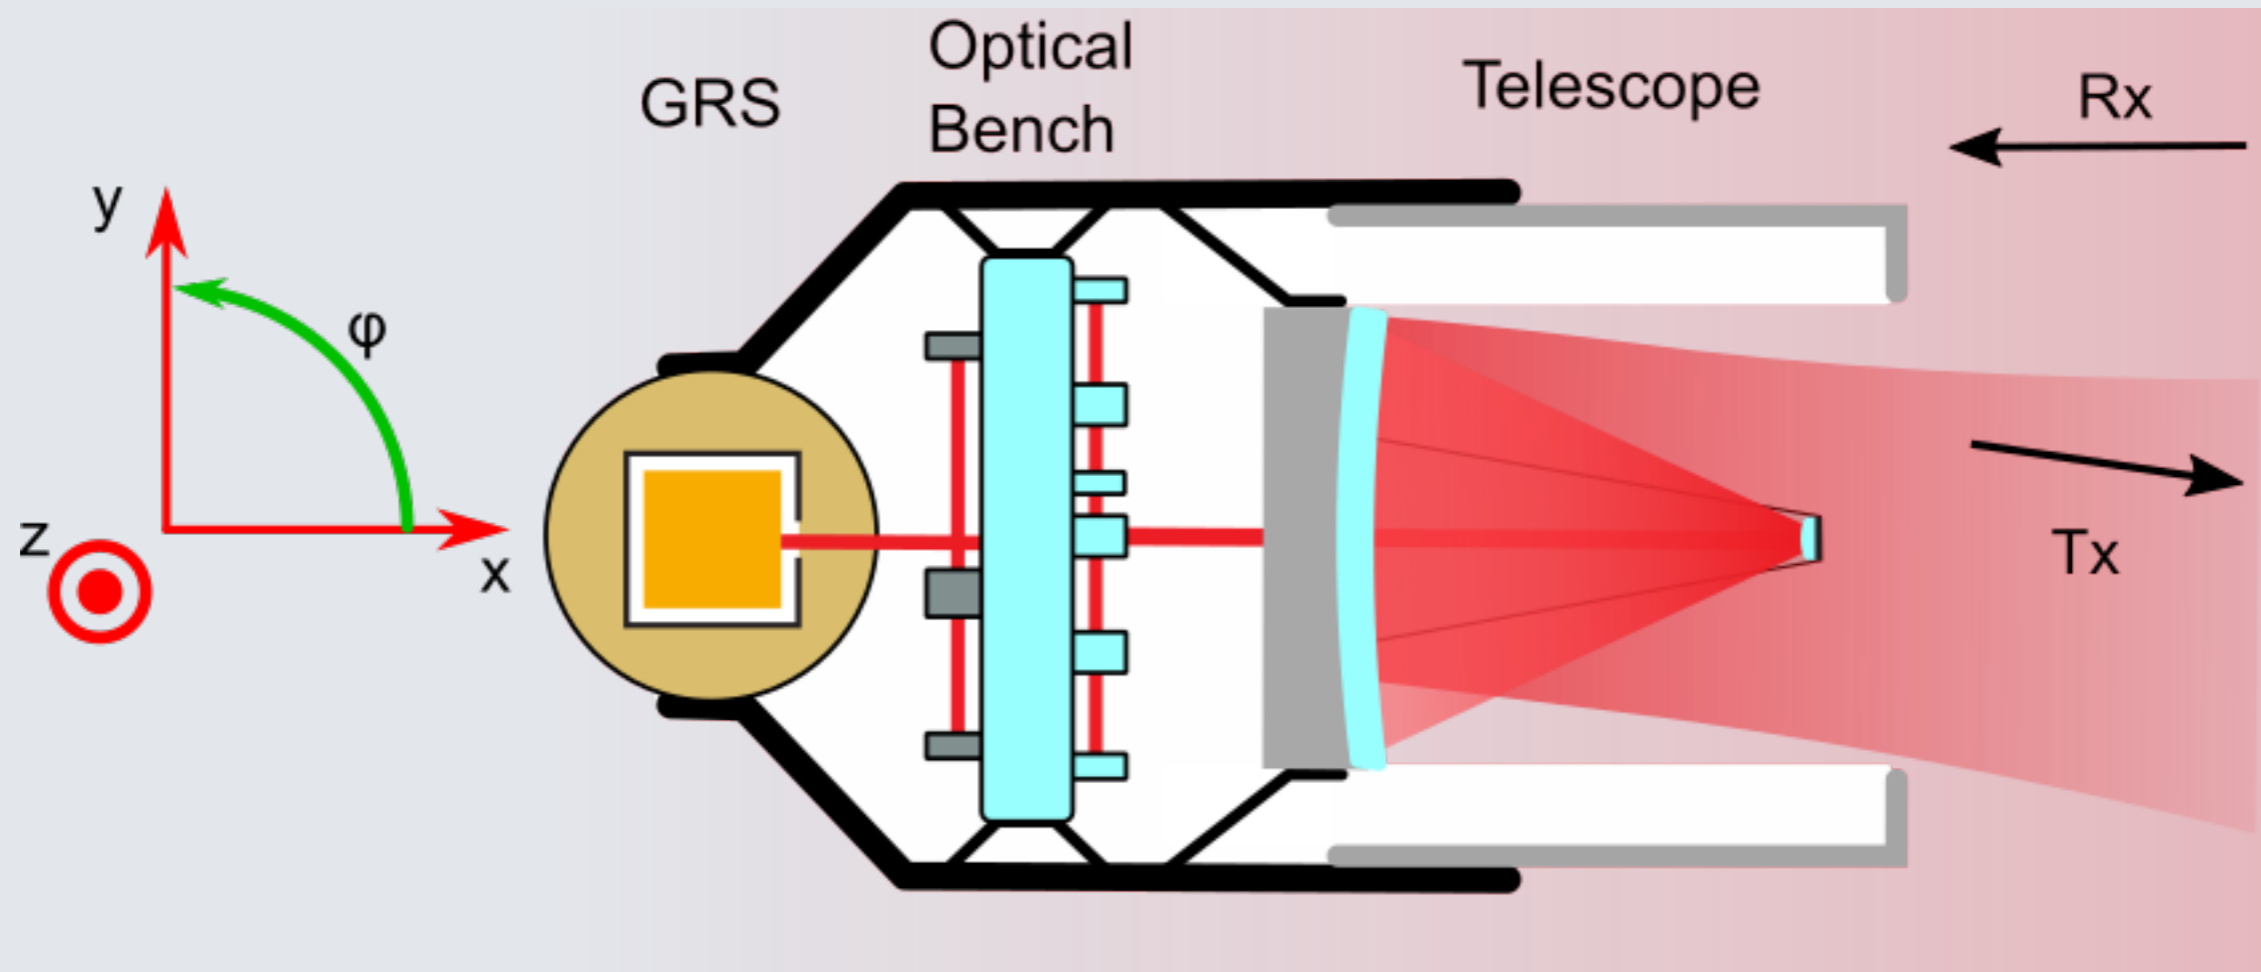 GRS
Optical
Bench
Telescope
Rx
y
φ
z
x
Tx